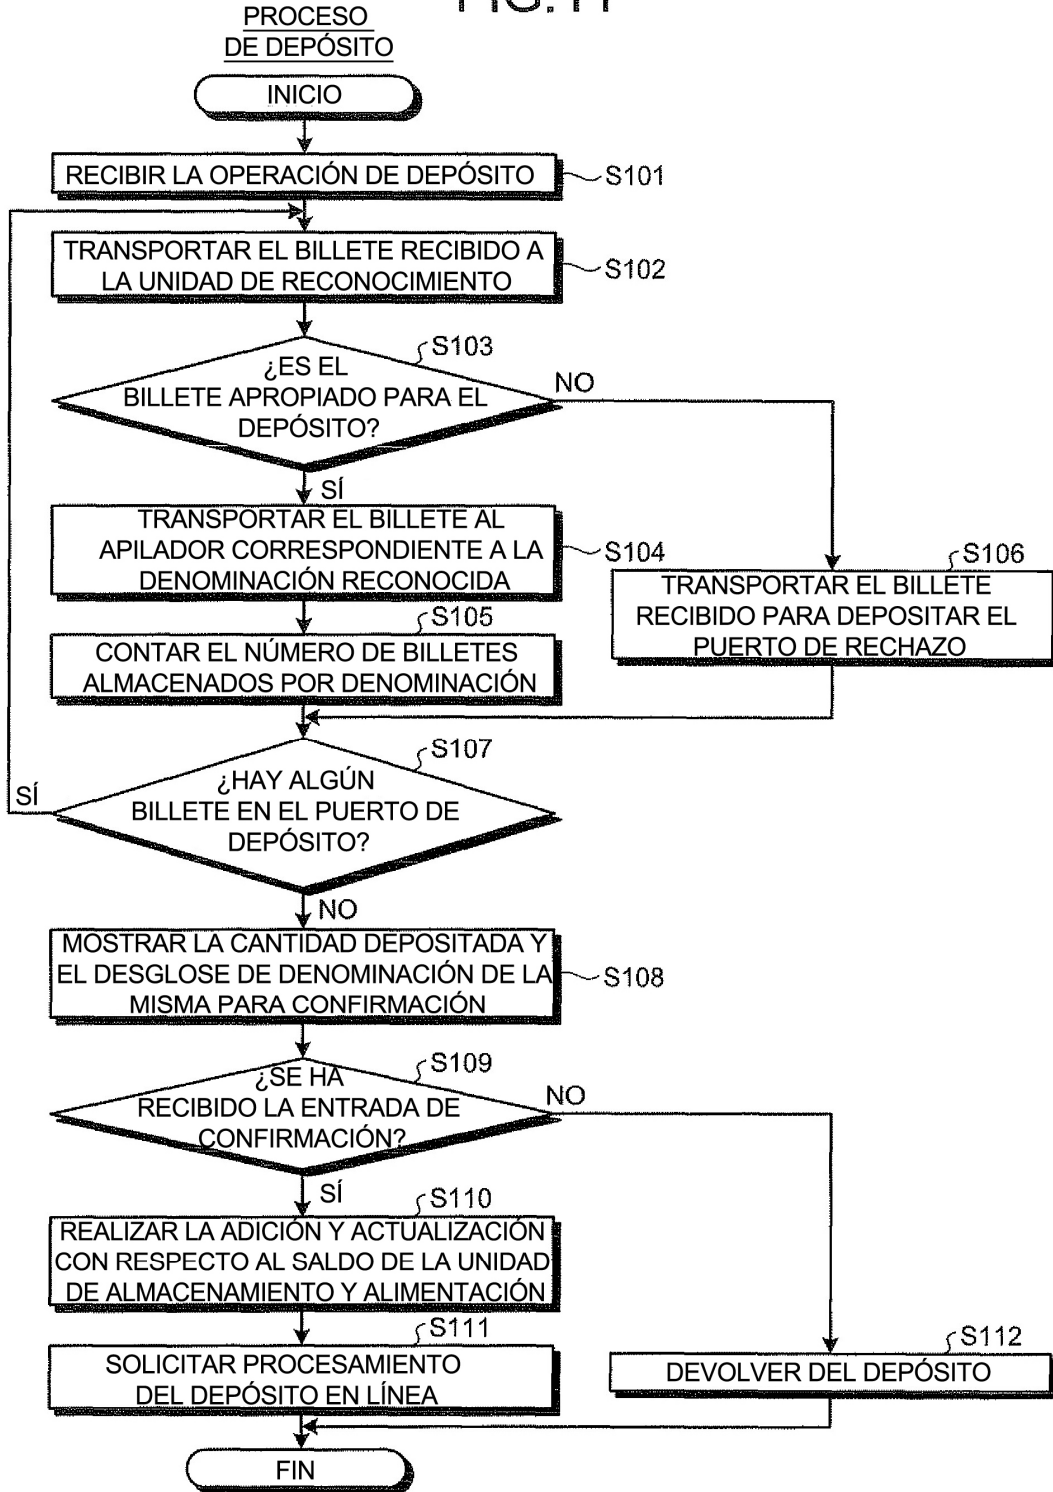 PROCESO
DE DEPÓSITO
INICIO
RECIBIR LA OPERACIÓN DE DEPÓSITO
S101
TRANSPORTAR EL BILLETE RECIBIDO A
LA UNIDAD DE RECONOCIMIENTO
S102
S103
¿ES EL
BILLETE APROPIADO PARA EL
DEPÓSITO?
NO
SÍ
TRANSPORTAR EL BILLETE AL
APILADOR CORRESPONDIENTE A LA
DENOMINACIÓN RECONOCIDA
S104
S106
TRANSPORTAR EL BILLETE
RECIBIDO PARA DEPOSITAR EL
PUERTO DE RECHAZO
S105
CONTAR EL NÚMERO DE BILLETES
ALMACENADOS POR DENOMINACIÓN
S107
¿HAY ALGÚN
BILLETE EN EL PUERTO DE
DEPÓSITO?
SÍ
NO
MOSTRAR LA CANTIDAD DEPOSITADA Y
EL DESGLOSE DE DENOMINACIÓN DE LA
MISMA PARA CONFIRMACIÓN
S108
S109
¿SE HA
RECIBIDO LA ENTRADA DE
CONFIRMACIÓN?
NO
SÍ
S110
REALIZAR LA ADICIÓN Y ACTUALIZACIÓN
CON RESPECTO AL SALDO DE LA UNIDAD
DE ALMACENAMIENTO Y ALIMENTACIÓN
S111
SOLICITAR PROCESAMIENTO
DEL DEPÓSITO EN LÍNEA
S112
DEVOLVER DEL DEPÓSITO
FIN